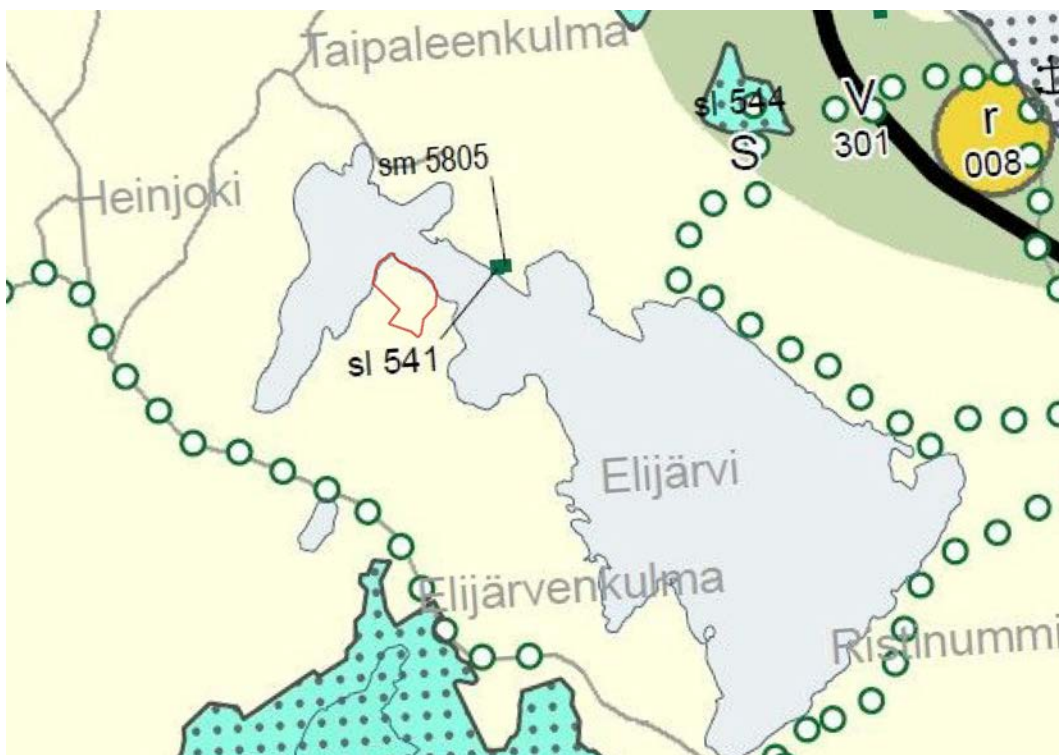 Taipaleenkulma
sl 544
V
301
r
008
S
sm 5805
Heinjoki
sl 541
Elijärvi
Elijärvenkulma
Ristinummi